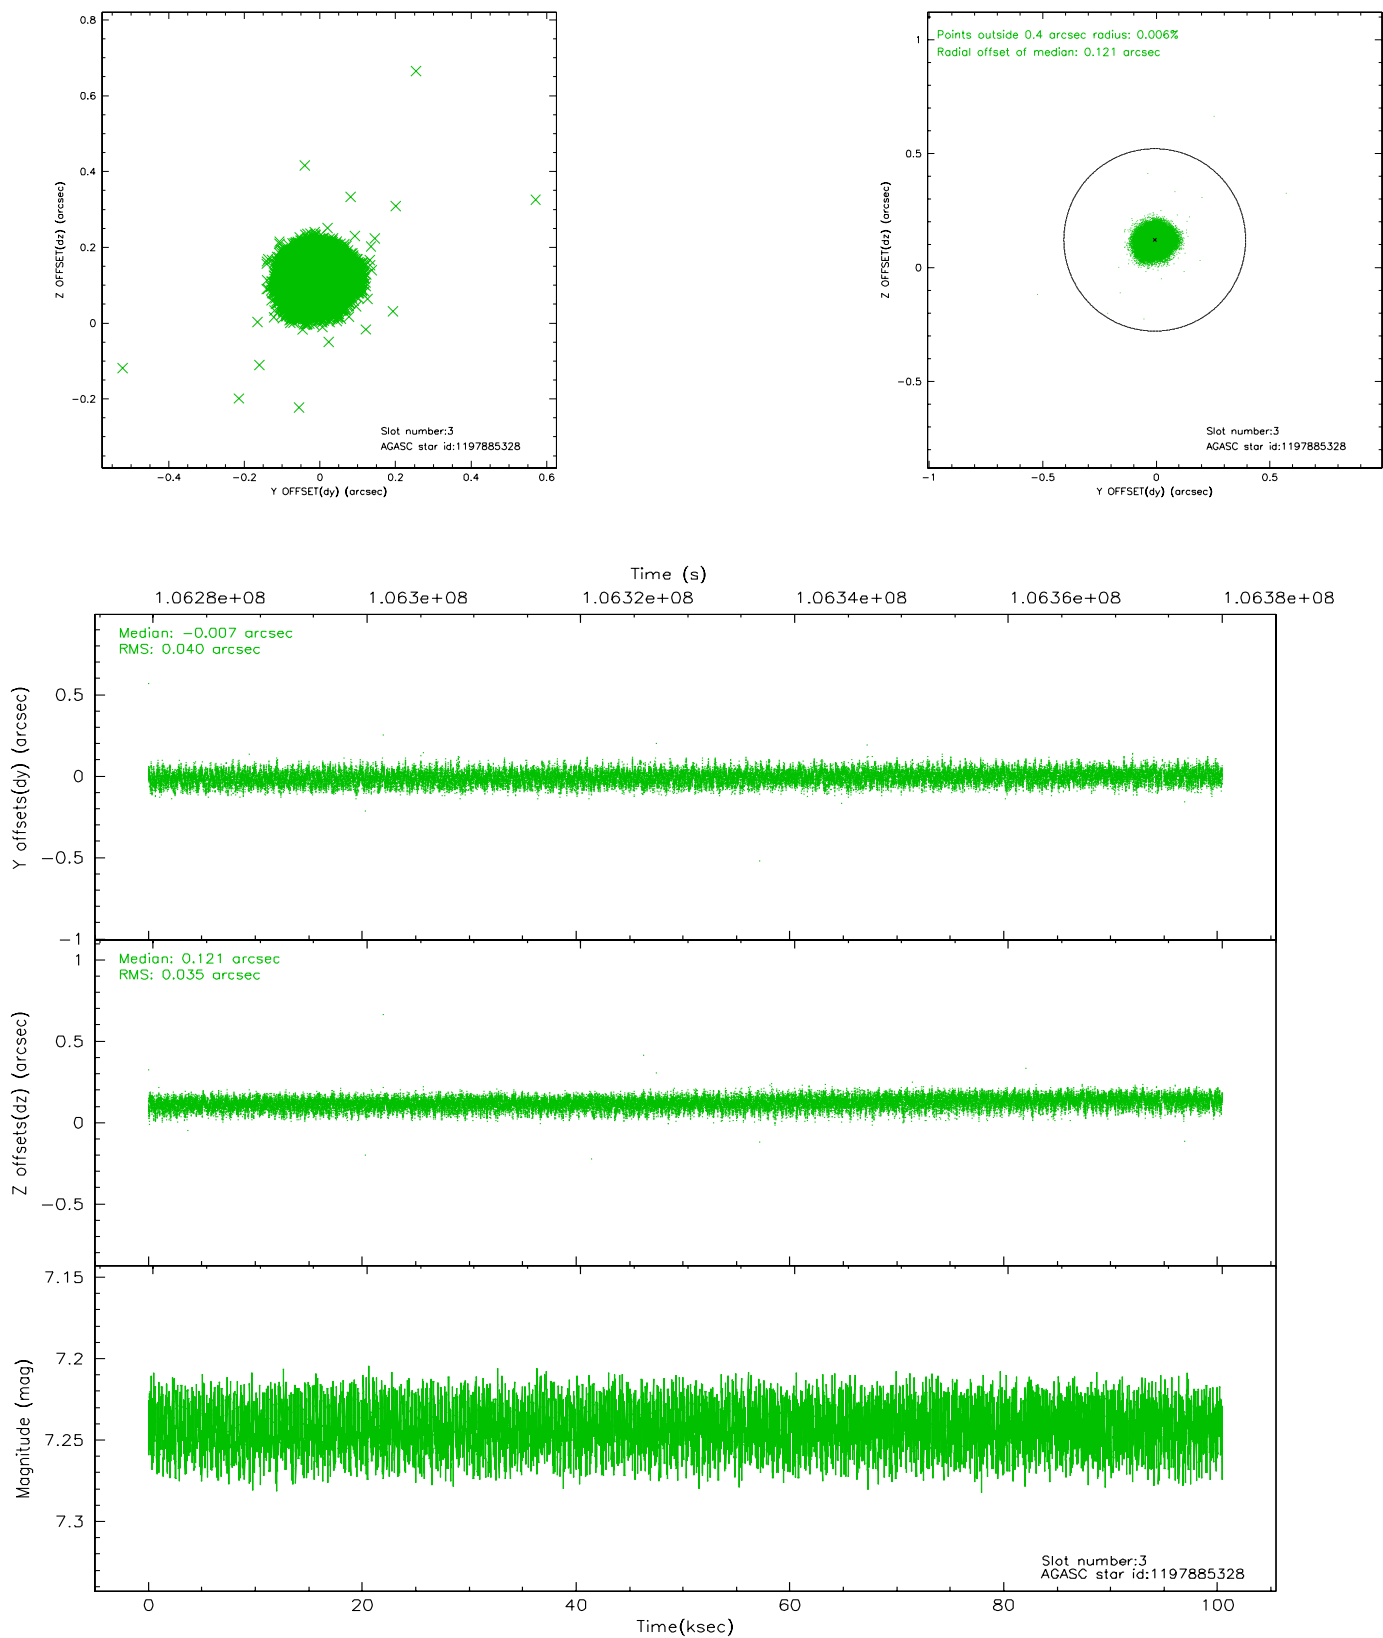 0.8
0.6
0.4
0.2
0
−0.2
Z OFFSET(dz) (arcsec)
Slot number:3
AGASC star id:1197885328
−0.4 −0.2 0 0.2 0.4 0.6
Y OFFSET(dy) (arcsec)
Points outside 0.4 arcsec radius: 0.006%
Radial offset of median: 0.121 arcsec
1
0.5
0
−0.5
Z OFFSET(dz) (arcsec)
Slot number:3
AGASC star id:1197885328
−1 −0.5 0 0.5
Y OFFSET(dy) (arcsec)
Time (s)
1.0628e+08 1.063e+08 1.0632e+08 1.0634e+08 1.0636e+08 1.0638e+08
Median: −0.007 arcsec
RMS: 0.040 arcsec
0.5
0
−0.5
−1
Y offsets(dy) (arcsec)
Median: 0.121 arcsec
RMS: 0.035 arcsec
1
0.5
0
−0.5
Z offsets(dz) (arcsec)
7.15
7.2
7.25
7.3
Magnitude (mag)
Slot number:3
AGASC star id:1197885328
0 20 40 60 80 100
Time(ksec)